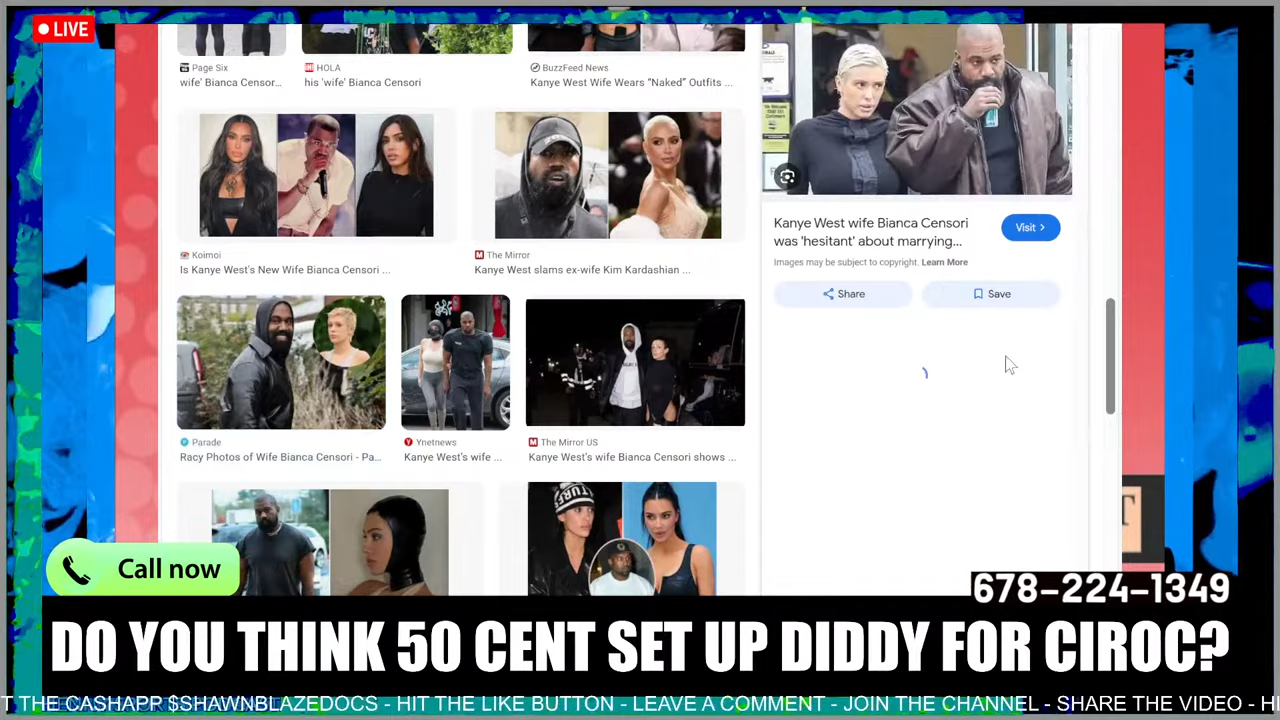 LIVE
Page Six
wife' Bianca Censor...
HOLA
his 'wife' Bianca Censori
BuzzFeed News
Kanye West Wife Wears “Naked” Outfits ...
Koimoi
Is Kanye West's New Wife Bianca Censori ...
The Mirror
Kanye West slams ex-wife Kim Kardashian ...
Kanye West wife Bianca Censori
was 'hesitant' about marrying...
Visit >
Images may be subject to copyright. Learn More
Share
Save
Parade
Racy Photos of Wife Bianca Censori - Pa...
Ynetnews
Kanye West's wife ...
The Mirror US
Kanye West's wife Bianca Censori shows ...
Call now
678-224-1349
DO YOU THINK 50 CENT SET UP DIDDY FOR CIROC?
T THE CASHAPP $SHAWNBLAZEDOCS - HIT THE LIKE BUTTON - LEAVE A COMMENT - JOIN THE CHANNEL - SHARE THE VIDEO - H